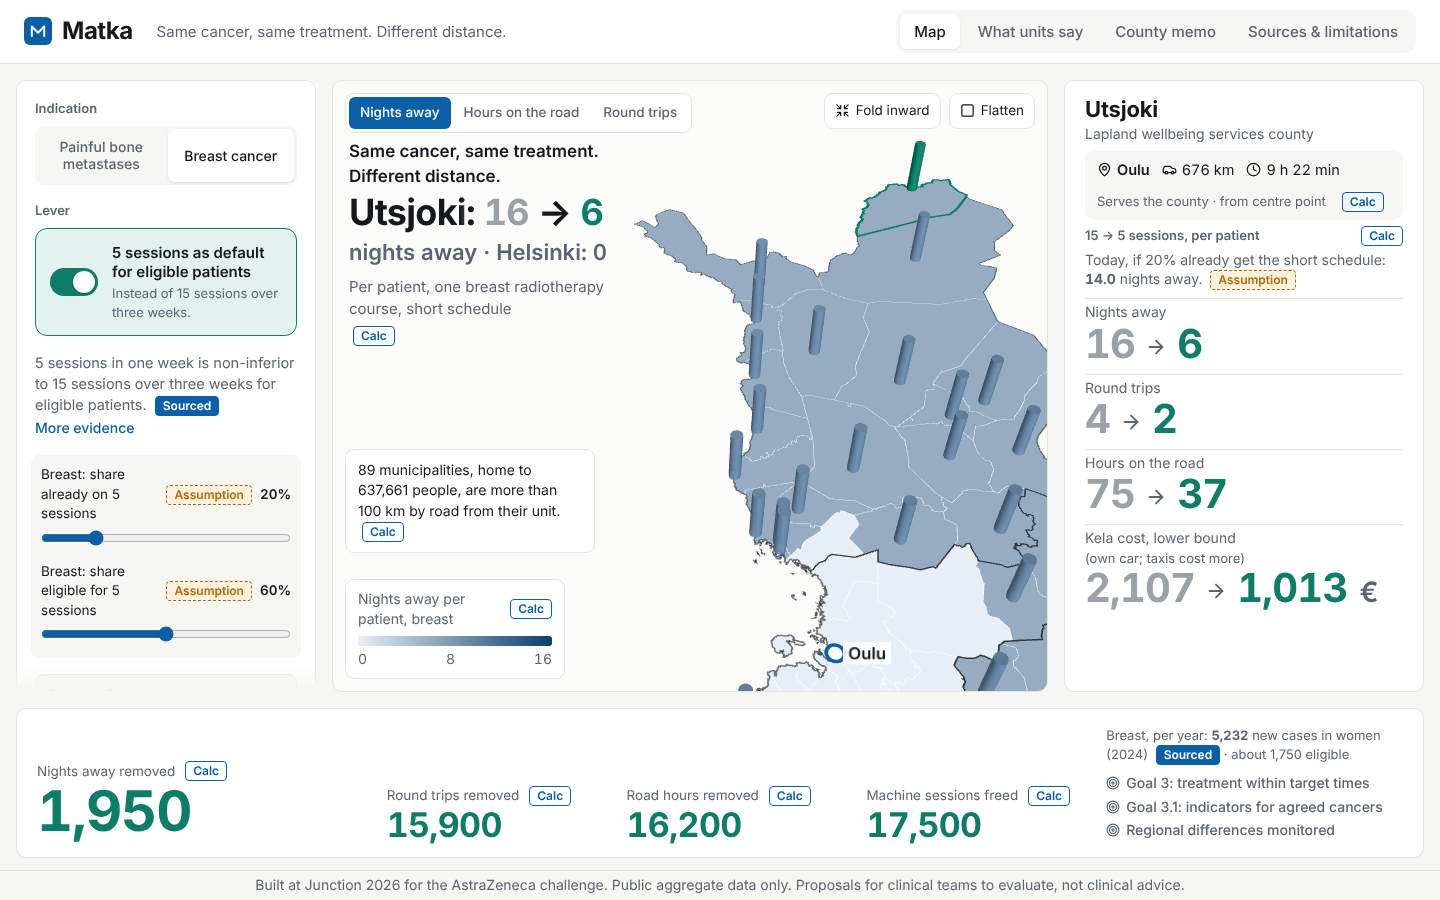 Matka
Same cancer, same treatment. Different distance.
Map
What units say
County memo
Sources & limitations
Indication
Painful bone
metastases
Breast cancer
Lever
5 sessions as default
for eligible patients
Instead of 15 sessions over
three weeks.
5 sessions in one week is non-inferior
to 15 sessions over three weeks for
eligible patients. Sourced
More evidence
Breast: share
already on 5
sessions
Assumption 20%
Breast: share
eligible for 5
sessions
Assumption 60%
Nights away
Hours on the road
Round trips
Fold inward
Flatten
Same cancer, same treatment.
Different distance.
Utsjoki: 16 → 6
nights away · Helsinki: 0
Per patient, one breast radiotherapy
course, short schedule
Calc
89 municipalities, home to
637,661 people, are more than
100 km by road from their unit.
Calc
Nights away per
patient, breast
Calc
0 8 16
Oulu
Utsjoki
Lapland wellbeing services county
Oulu 676 km 9 h 22 min
Serves the county · from centre point Calc
15 → 5 sessions, per patient Calc
Today, if 20% already get the short schedule:
14.0 nights away. Assumption
Nights away
16 → 6
Round trips
4 → 2
Hours on the road
75 → 37
Kela cost, lower bound
(own car; taxis cost more)
2,107 → 1,013 €
Nights away removed Calc
1,950
Round trips removed Calc
15,900
Road hours removed Calc
16,200
Machine sessions freed Calc
17,500
Breast, per year: 5,232 new cases in women
(2024) Sourced · about 1,750 eligible
Goal 3: treatment within target times
Goal 3.1: indicators for agreed cancers
Regional differences monitored
Built at Junction 2026 for the AstraZeneca challenge. Public aggregate data only. Proposals for clinical teams to evaluate, not clinical advice.